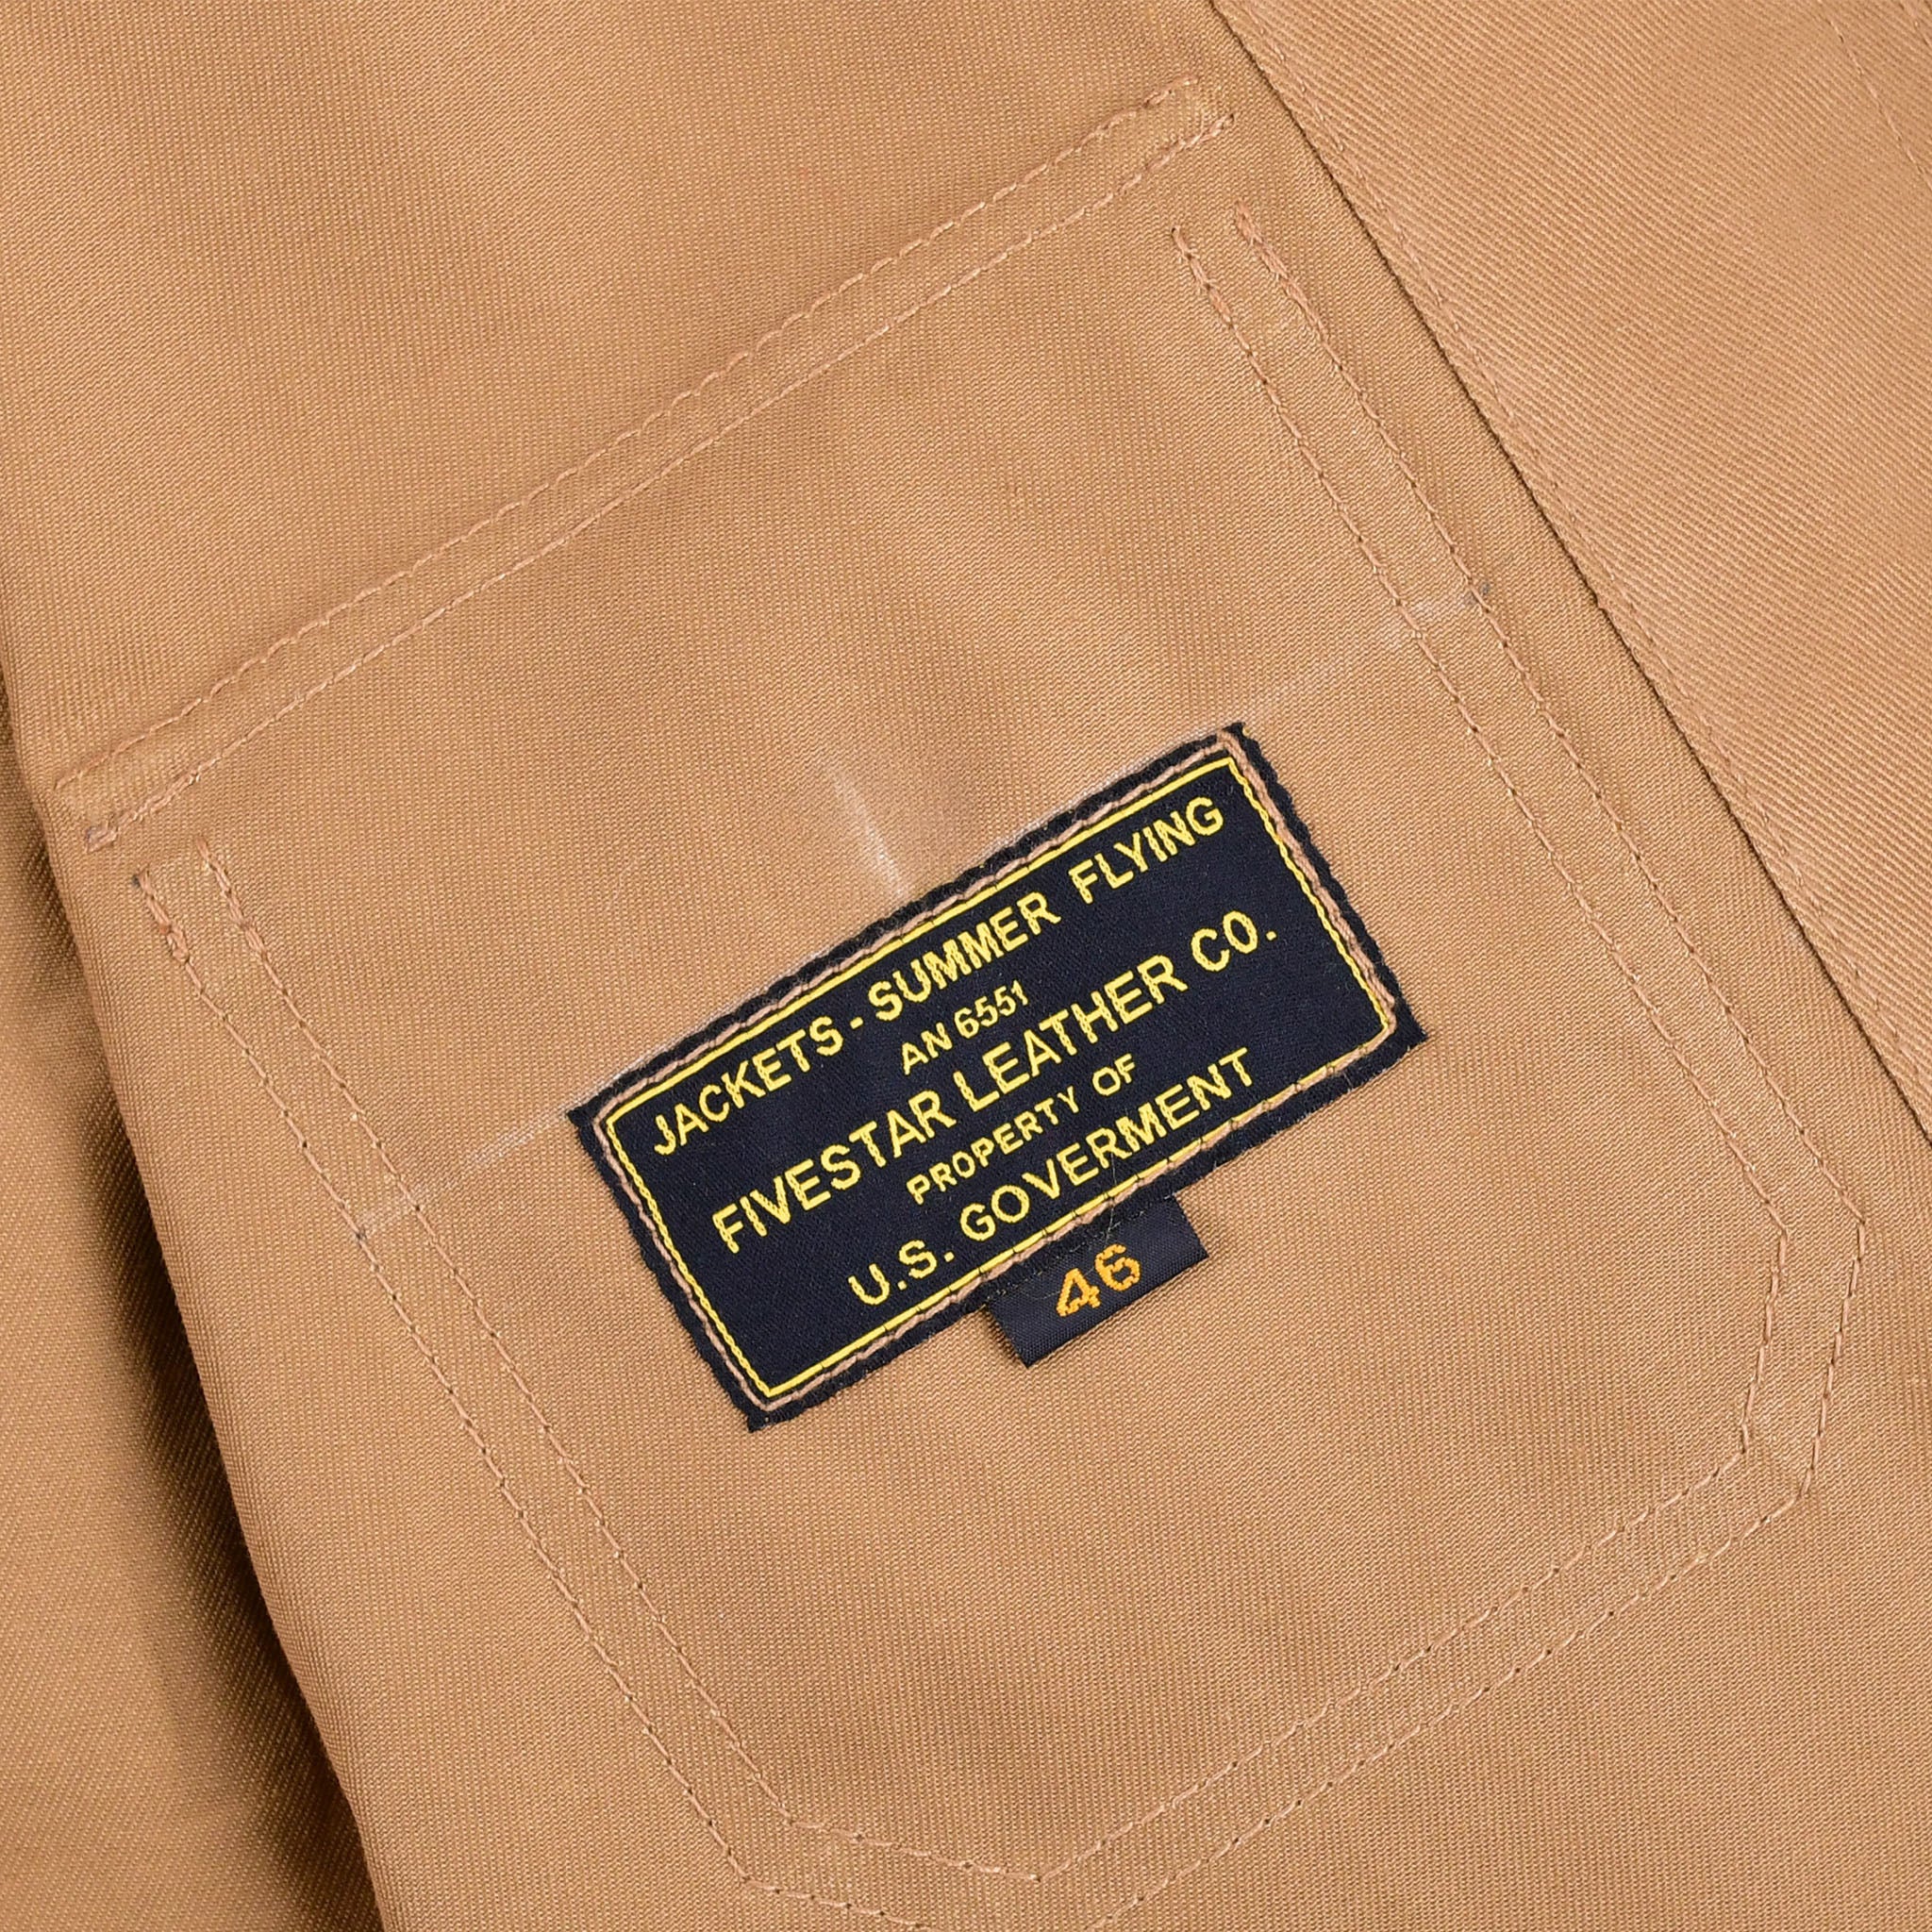 JACKETS - SUMMER FLYING
AN 6551
FIVESTAR LEATHER CO.
PROPERTY OF
U.S. GOVERMENT
46